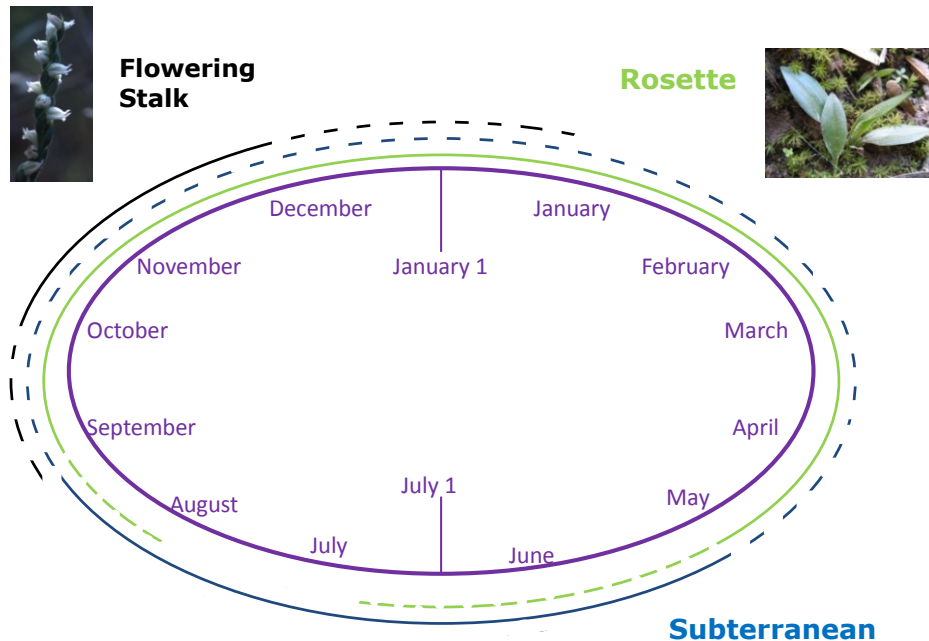 Flowering
Stalk
Rosette
December
January
November
January 1
February
October
March
September
April
July 1
August
May
July
June
Subterranean